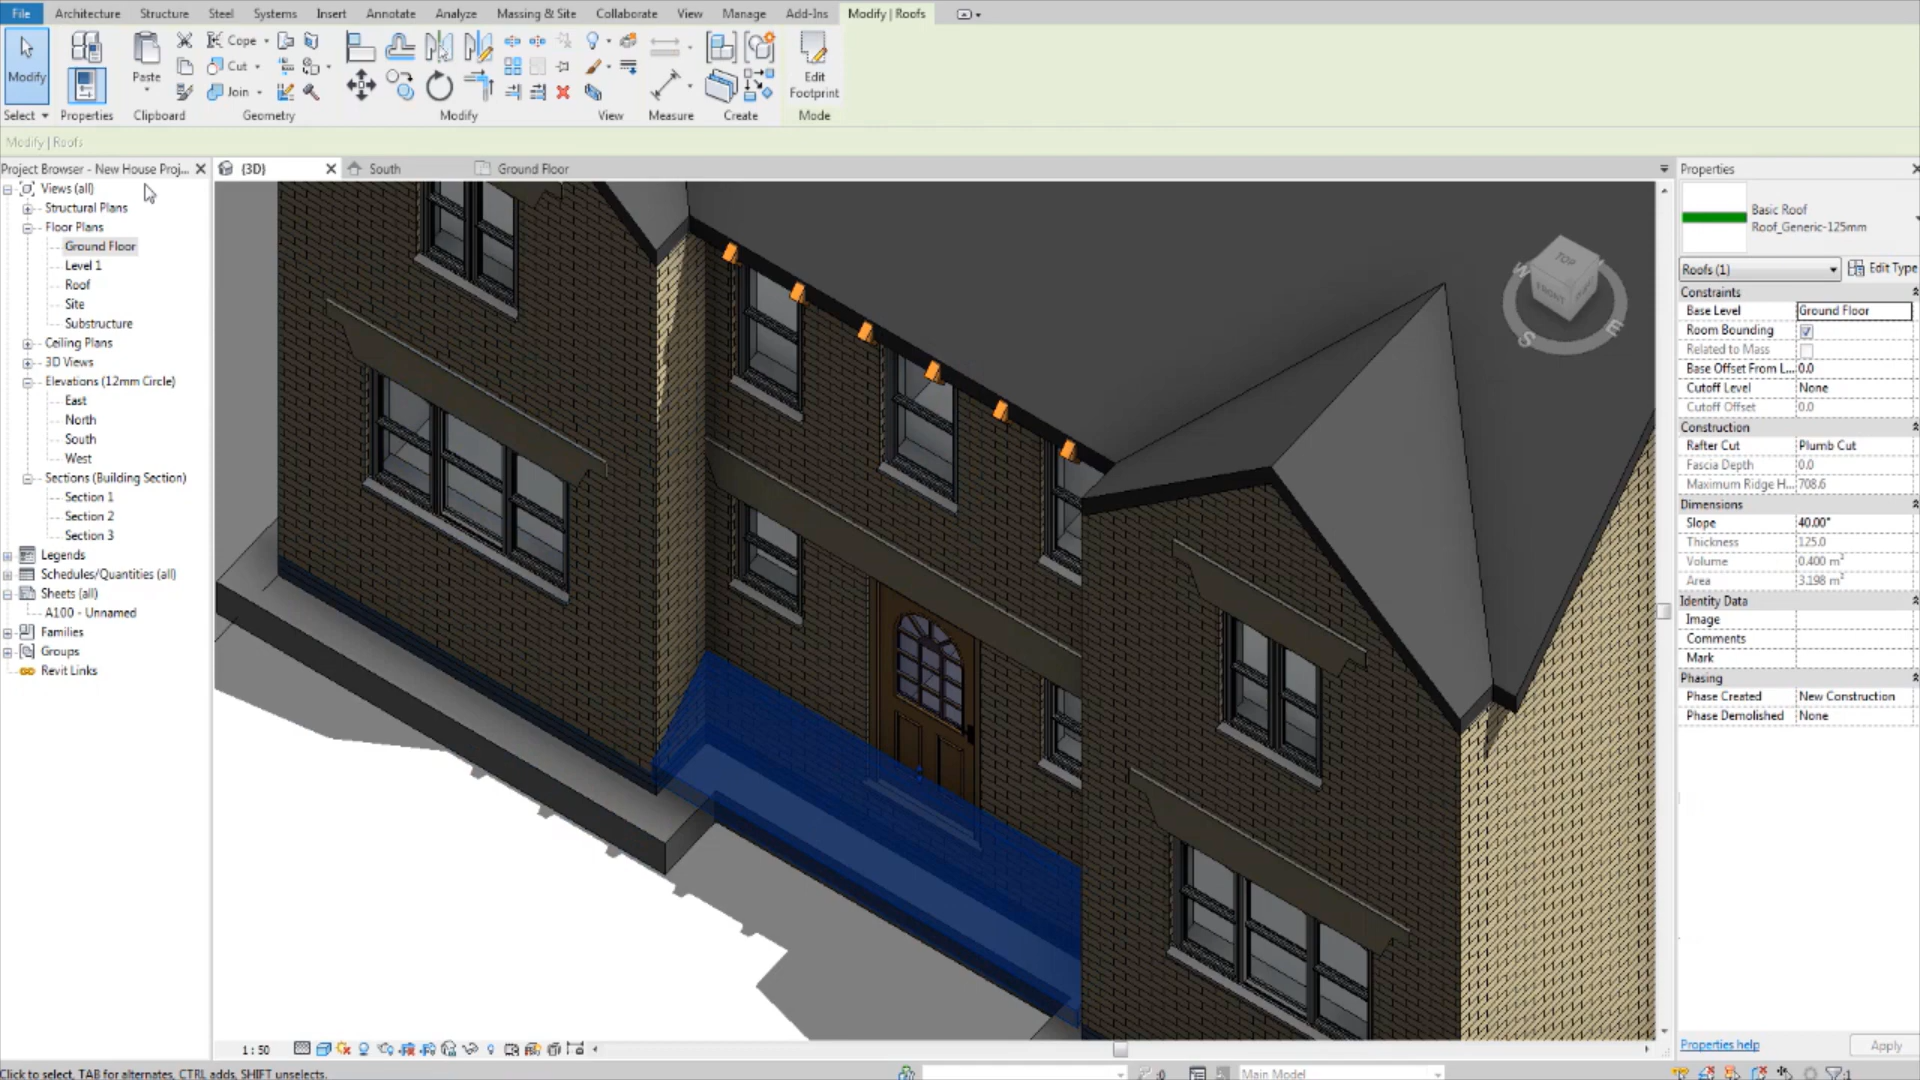 File Architecture Structure Steel Systems Insert Annotate Analyze Massing & Site Collaborate View Manage Add-Ins Modify | Roofs
Modify
Paste
Cope
Cut
Join
Edit
Footprint
Select Properties Clipboard Geometry Modify View Measure Create Mode
Modify | Roofs
Project Browser - New House Proj...
{3D} South Ground Floor
Views (all)
Structural Plans
Floor Plans
Ground Floor
Level 1
Roof
Site
Substructure
Ceiling Plans
3D Views
Elevations (12mm Circle)
East
North
South
West
Sections (Building Section)
Section 1
Section 2
Section 3
Legends
Schedules/Quantities (all)
Sheets (all)
A100 - Unnamed
Families
Groups
Revit Links
TOP
FRONT
W
S
E
Properties
Basic Roof
Roof_Generic-125mm
Roofs (1) Edit Type
Constraints
Base Level Ground Floor
Room Bounding
Related to Mass
Base Offset From L... 0.0
Cutoff Level None
Cutoff Offset 0.0
Construction
Rafter Cut Plumb Cut
Fascia Depth 0.0
Maximum Ridge H... 708.6
Dimensions
Slope 40.00°
Thickness 125.0
Volume 0.400 m³
Area 3.198 m²
Identity Data
Image
Comments
Mark
Phasing
Phase Created New Construction
Phase Demolished None
Properties help Apply
1 : 50
Click to select, TAB for alternates, CTRL adds, SHIFT unselects.
:0
Main Model
:1